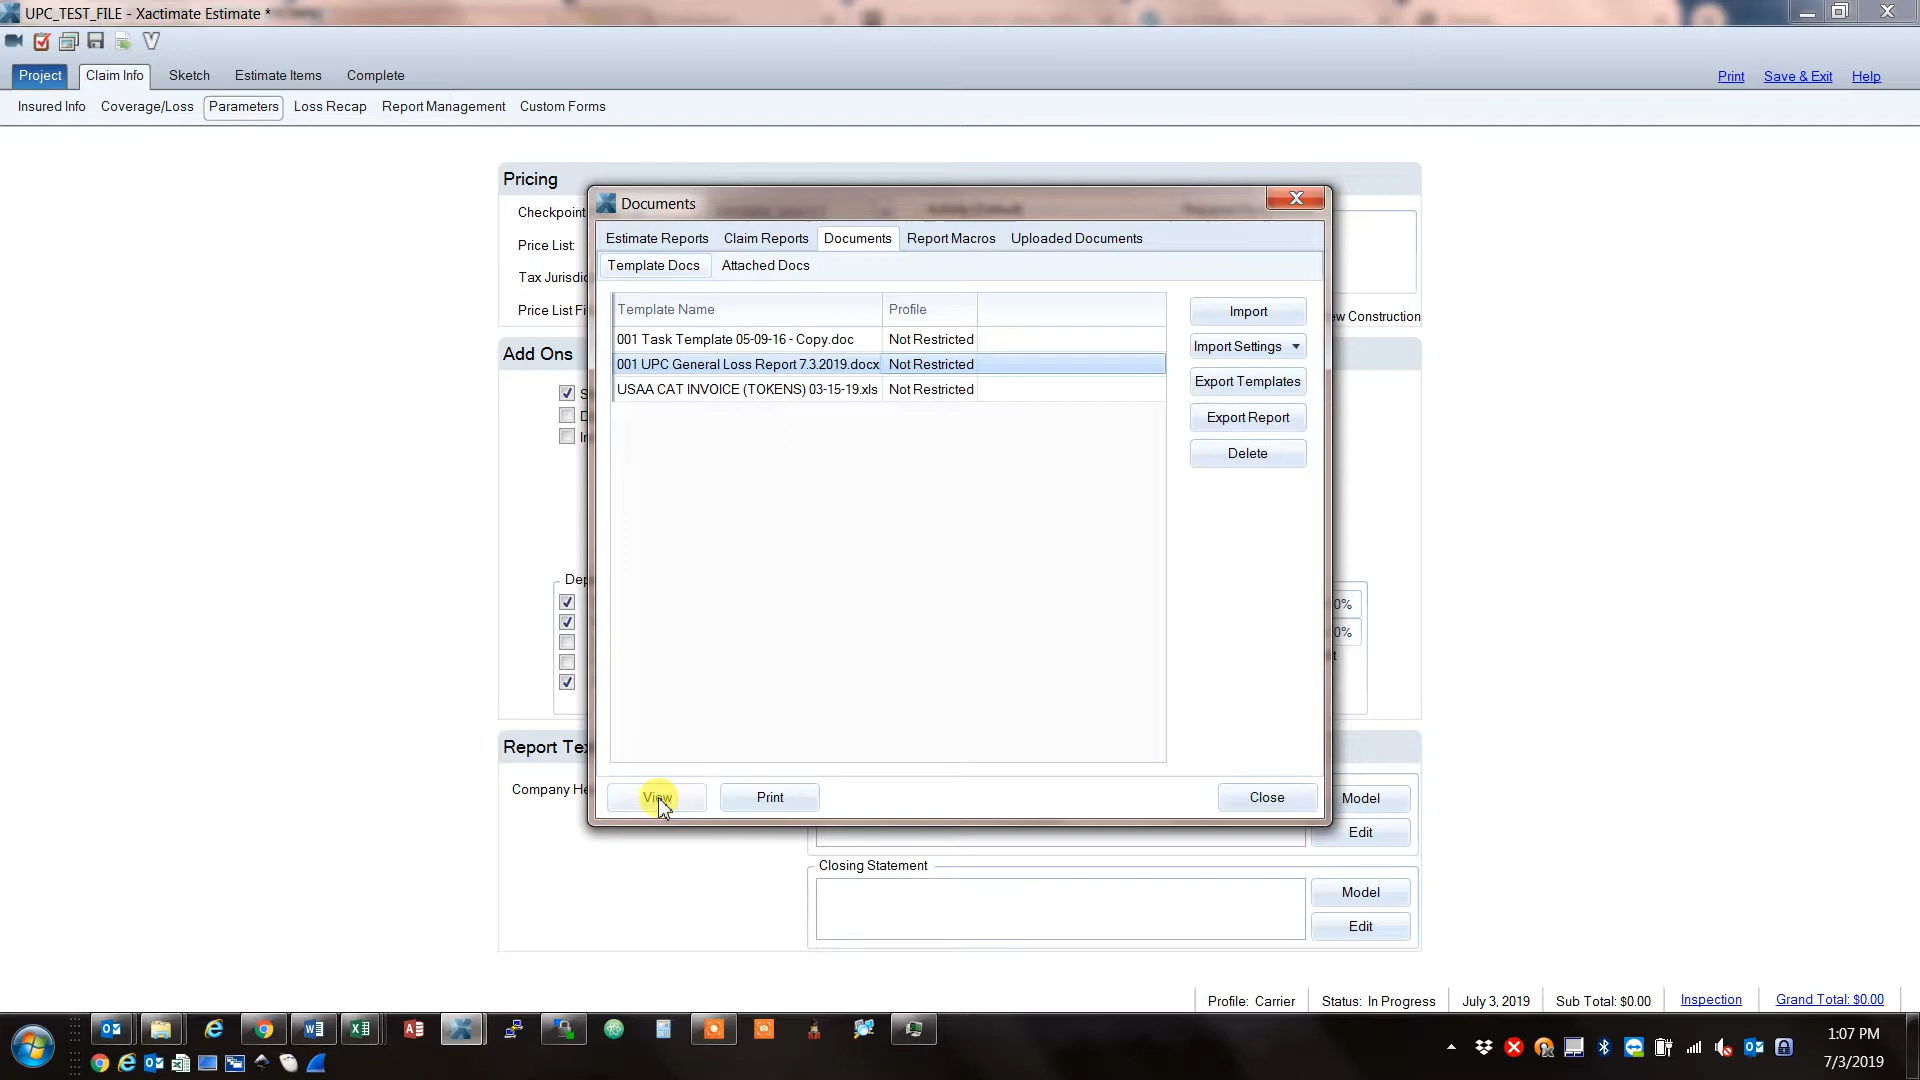 UPC_TEST_FILE - Xactimate Estimate *
Project Claim Info Sketch Estimate Items Complete
Print Save & Exit Help
Insured Info Coverage/Loss Parameters Loss Recap Report Management Custom Forms
Pricing
Checkpoint
Price List:
Tax Jurisdic
Price List Fi
ew Construction
Add Ons
S
D
In
Dep
0%
0%
t
Documents
Estimate Reports Claim Reports Documents Report Macros Uploaded Documents
Template Docs Attached Docs
Template Name Profile
001 Task Template 05-09-16 - Copy.doc Not Restricted
001 UPC General Loss Report 7.3.2019.docx Not Restricted
USAA CAT INVOICE (TOKENS) 03-15-19.xls Not Restricted
Import
Import Settings
Export Templates
Export Report
Delete
View Print Close
Report Tex
Company He
Model
Edit
Closing Statement
Model
Edit
Profile: Carrier Status: In Progress July 3, 2019 Sub Total: $0.00 Inspection Grand Total: $0.00
1:07 PM
7/3/2019